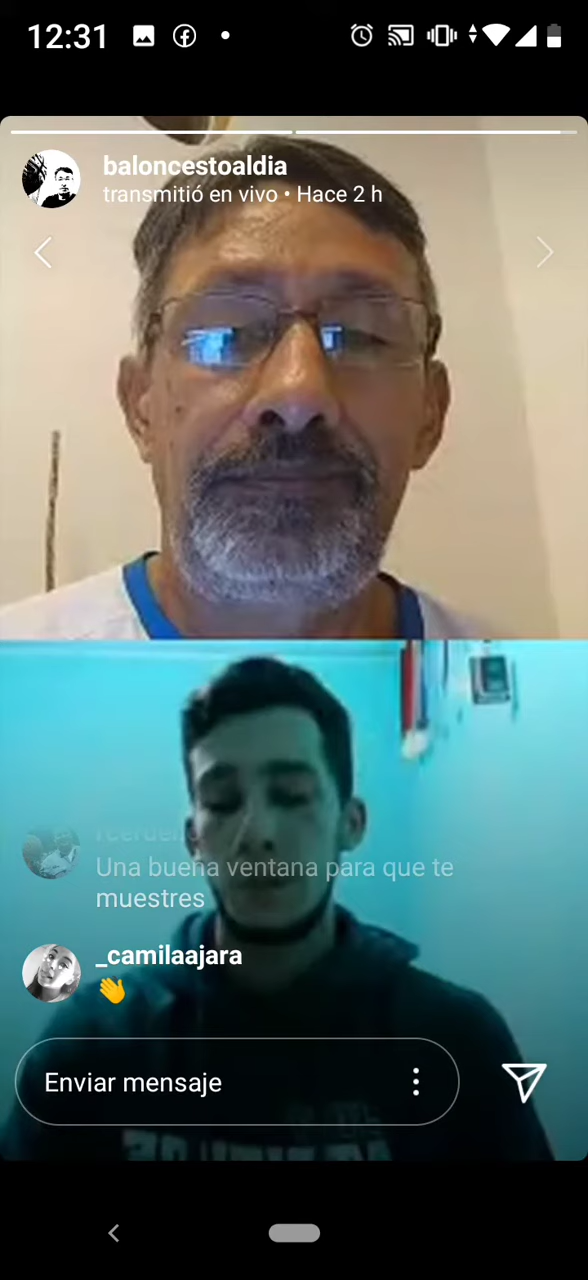 12:31
baloncestoaldia
transmitió en vivo • Hace 2 h
Una buena ventana para que te
muestres
_camilaajara
👋
Enviar mensaje